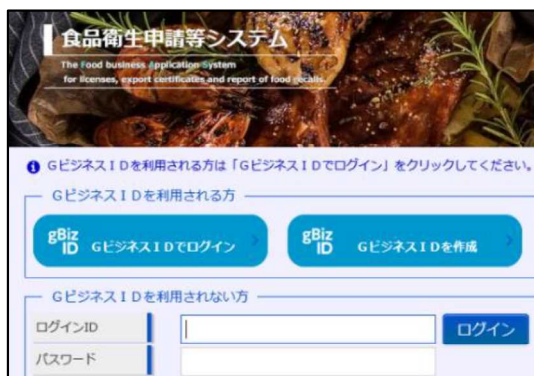 食品衛生申請等システム
The Food business Application System
for licenses, export certificates and report of food recalls
GビジネスIDを利用される方は「GビジネスIDでログイン」をクリックしてください。
GビジネスIDを利用される方
gBiz ID GビジネスIDでログイン
gBiz ID GビジネスIDを作成
GビジネスIDを利用されない方
ログインID
ログイン
パスワード